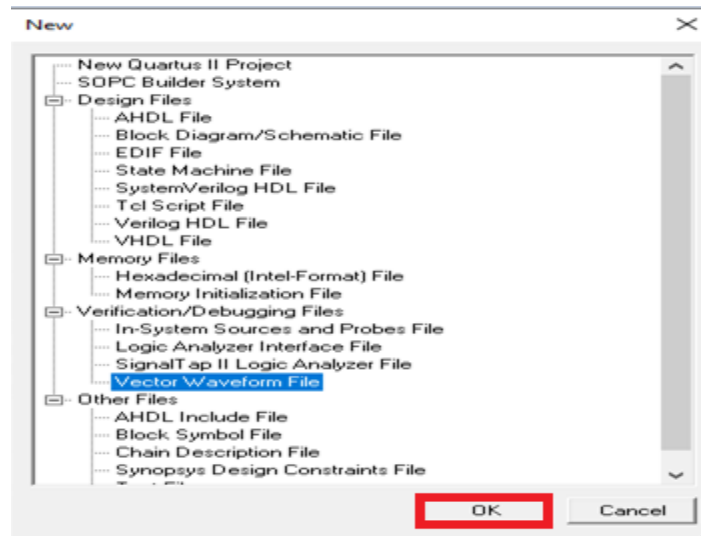 New
New Quartus II Project
SOPC Builder System
Design Files
AHDL File
Block Diagram/Schematic File
EDIF File
State Machine File
SystemVerilog HDL File
Tcl Script File
Verilog HDL File
VHDL File
Memory Files
Hexadecimal (Intel-Format) File
Memory Initialization File
Verification/Debugging Files
In-System Sources and Probes File
Logic Analyzer Interface File
SignalTap II Logic Analyzer File
Vector Waveform File
Other Files
AHDL Include File
Block Symbol File
Chain Description File
Synopsys Design Constraints File
OK Cancel